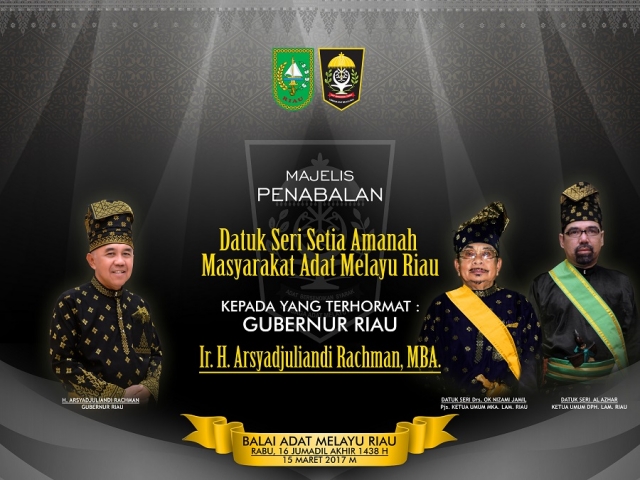 RIAU
MAJELIS
PENABALAN
Datuk Seri Setia Amanah
Masyarakat Adat Melayu Riau
KEPADA YANG TERHORMAT :
GUBERNUR RIAU
Ir. H. Arsyadjuliandi Rachman, MBA.
H. ARSYADJULIANDI RACHMAN
GUBERNUR RIAU
DATUK SERI Drs. OK NIZAMI JAMIL
Pjs. KETUA UMUM MKA. LAM. RIAU
DATUK SERI AL AZHAR
KETUA UMUM DPH. LAM. RIAU
BALAI ADAT MELAYU RIAU
RABU, 16 JUMADIL AKHIR 1438 H
15 MARET 2017 M